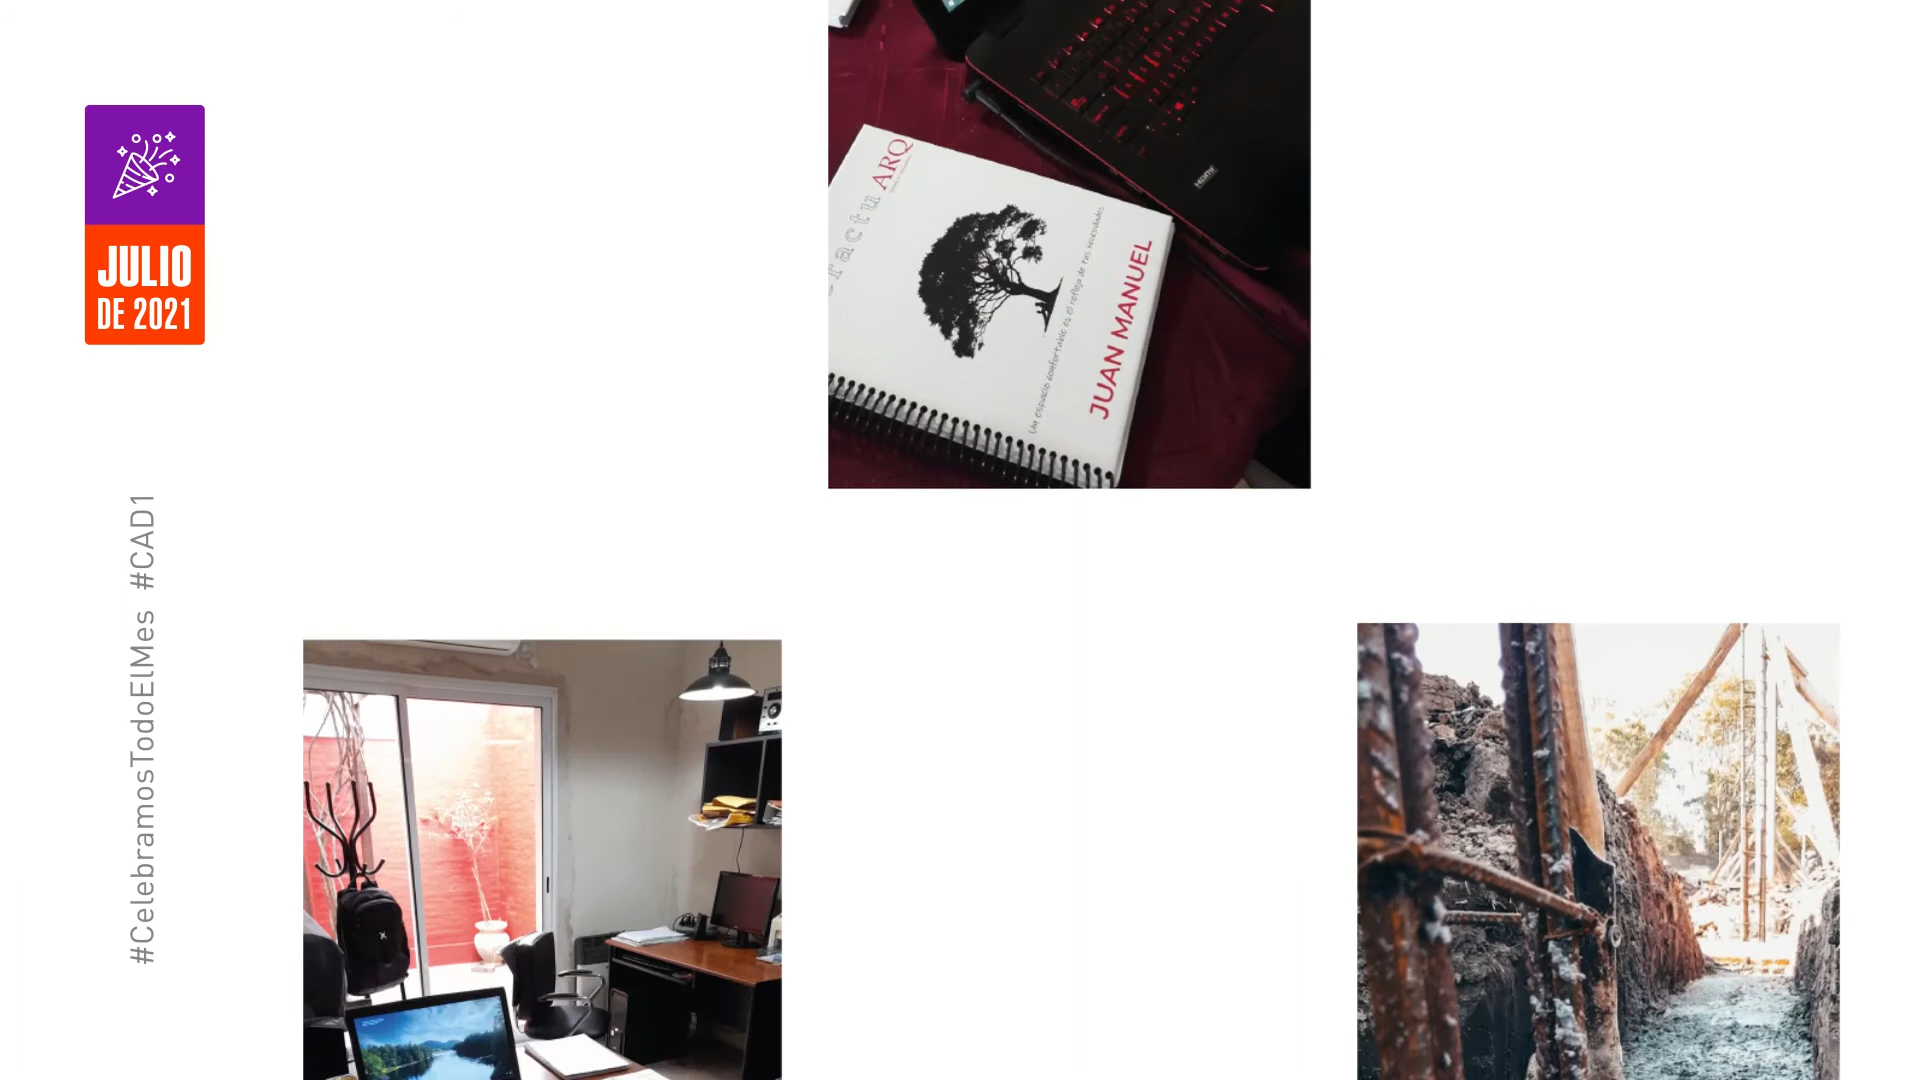 JULIO
DE 2021
#CelebramosTodoElMes #CAD1
ARQ
Un espacio confortable es el reflejo de tus necesidades
JUAN MANUEL